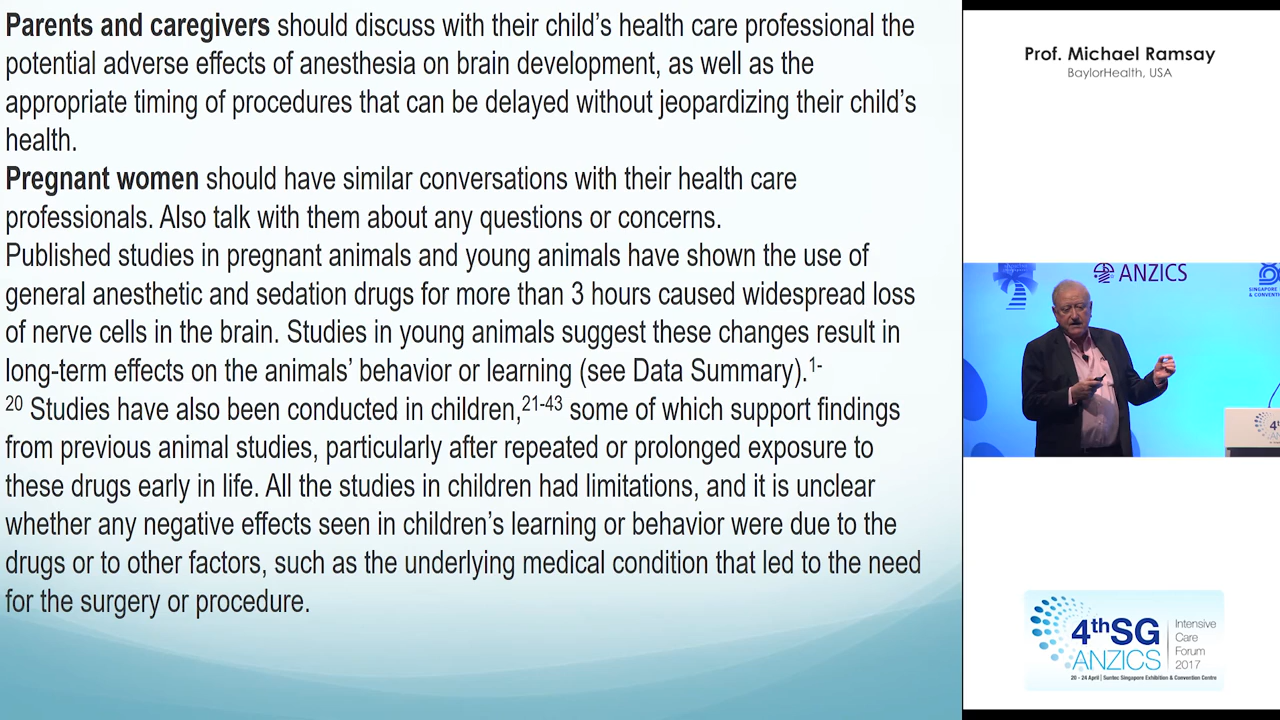 Parents and caregivers should discuss with their child's health care professional the
potential adverse effects of anesthesia on brain development, as well as the
appropriate timing of procedures that can be delayed without jeopardizing their child's
health.
Pregnant women should have similar conversations with their health care
professionals. Also talk with them about any questions or concerns.
Published studies in pregnant animals and young animals have shown the use of
general anesthetic and sedation drugs for more than 3 hours caused widespread loss
of nerve cells in the brain. Studies in young animals suggest these changes result in
long-term effects on the animals' behavior or learning (see Data Summary).1-
20 Studies have also been conducted in children,21-43 some of which support findings
from previous animal studies, particularly after repeated or prolonged exposure to
these drugs early in life. All the studies in children had limitations, and it is unclear
whether any negative effects seen in children's learning or behavior were due to the
drugs or to other factors, such as the underlying medical condition that led to the need
for the surgery or procedure.
Prof. Michael Ramsay
BaylorHealth, USA
ANZICS
SINGAPORE
& CONVENTI
4th
ANZICS
4thSG
ANZICS
Intensive
Care
Forum
2017
20 - 24 April | Suntec Singapore Exhibition & Convention Centre